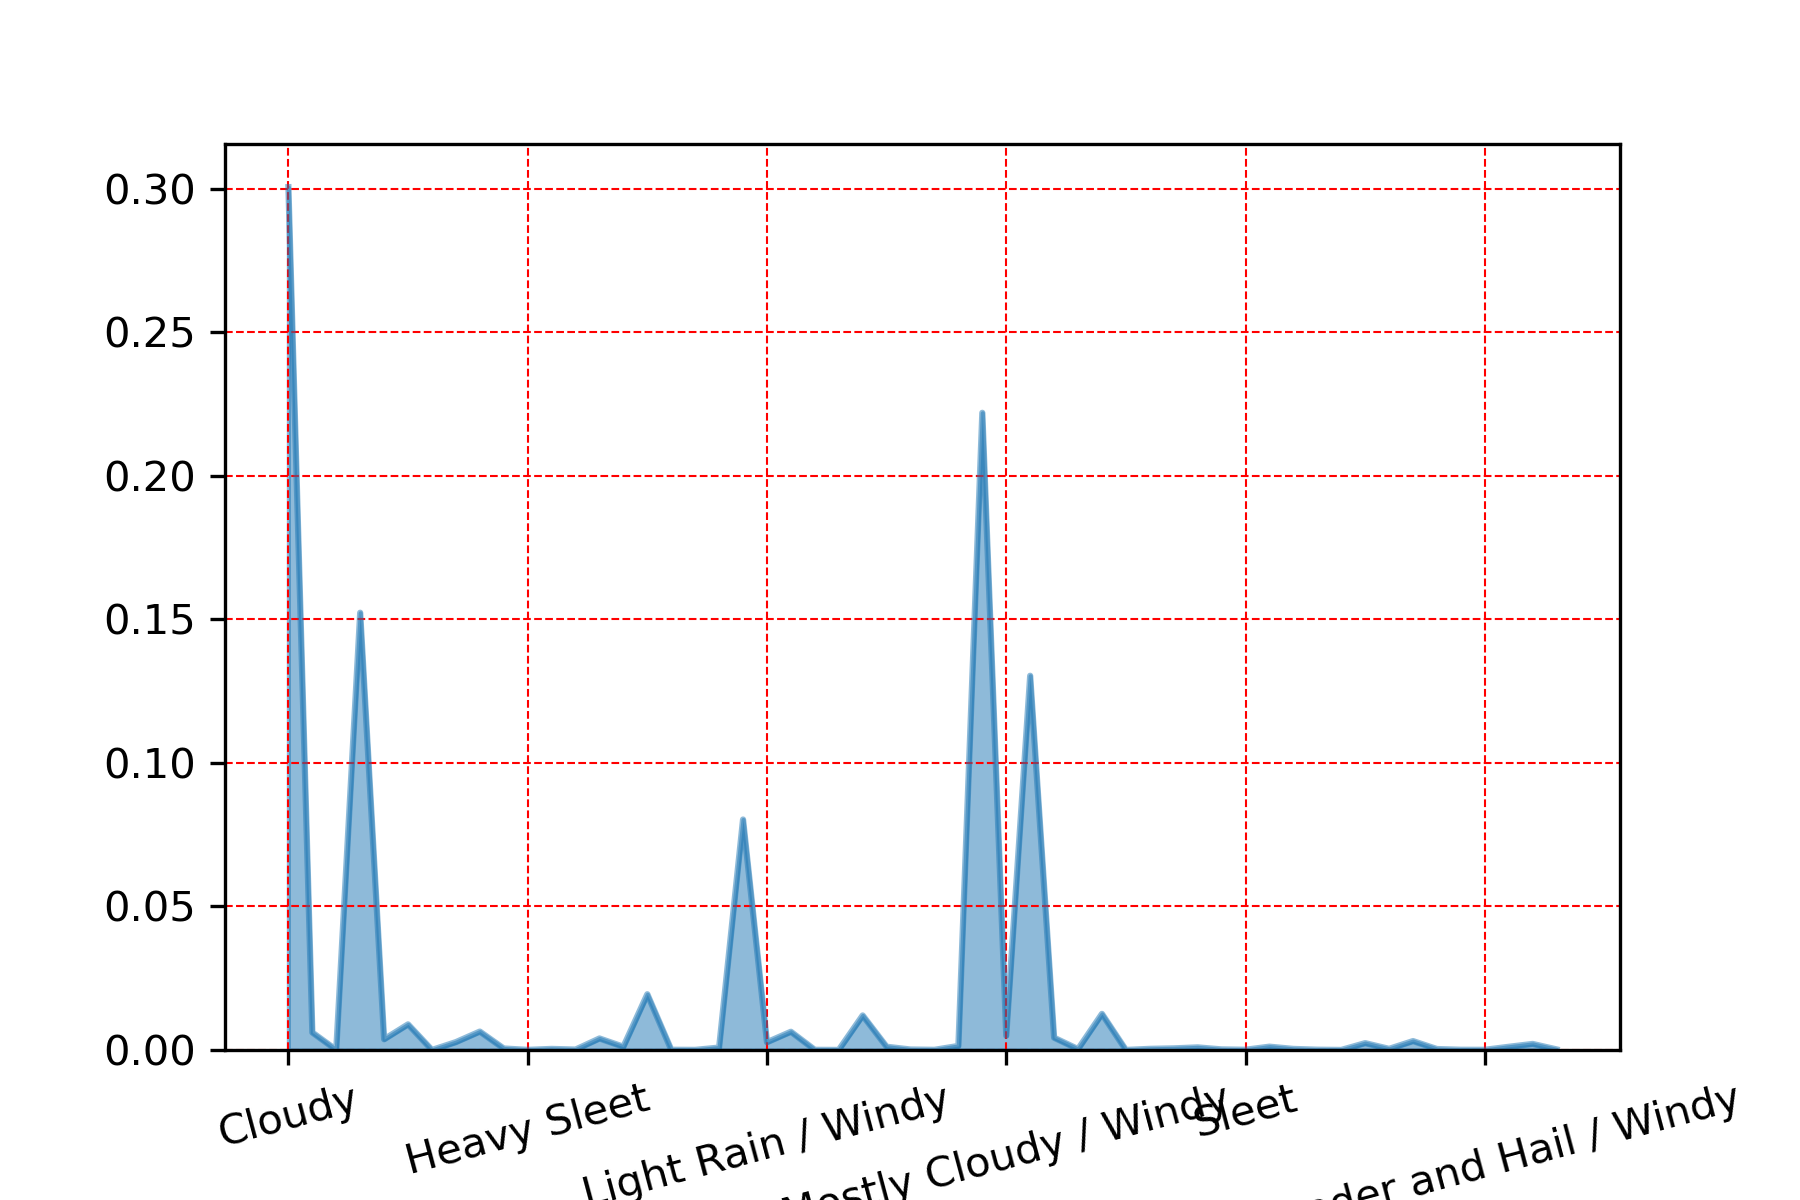 0.30
0.25
0.20
0.15
0.10
0.05
0.00
Cloudy
Heavy Sleet
Light Rain / Windy
Mostly Cloudy / Windy
Sleet
and Hail / Windy